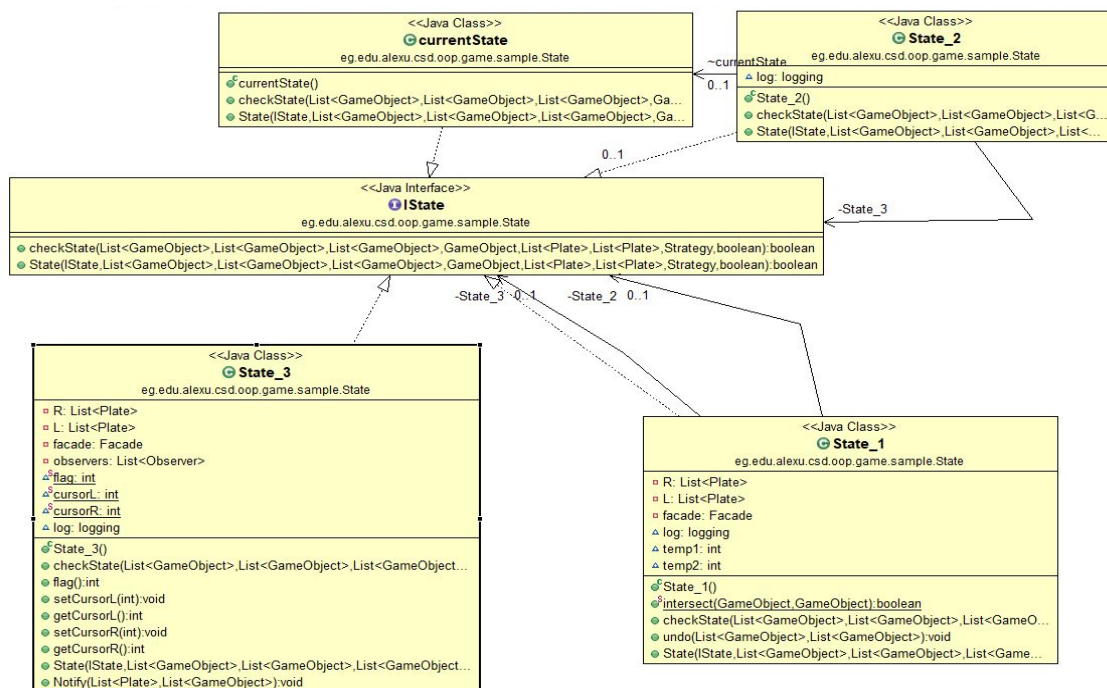 <<Java Class>>
currentState
eg.edu.alexu.csd.oop.game.sample.State
currentState()
checkState(List<GameObject>,List<GameObject>,List<GameObject>,Ga...
State(IState,List<GameObject>,List<GameObject>,List<GameObject>,Ga...
<<Java Class>>
State_2
eg.edu.alexu.csd.oop.game.sample.State
log: logging
State_2()
checkState(List<GameObject>,List<GameObject>,List<G...
State(IState,List<GameObject>,List<GameObject>,List<...
~currentState
0..1
0..1
-State_3
<<Java Interface>>
IState
eg.edu.alexu.csd.oop.game.sample.State
checkState(List<GameObject>,List<GameObject>,List<GameObject>,GameObject,List<Plate>,List<Plate>,Strategy,boolean):boolean
State(IState,List<GameObject>,List<GameObject>,List<GameObject>,GameObject,List<Plate>,List<Plate>,Strategy,boolean):boolean
-State_3 0..1
-State_2 0..1
<<Java Class>>
State_3
eg.edu.alexu.csd.oop.game.sample.State
R: List<Plate>
L: List<Plate>
facade: Facade
observers: List<Observer>
flag: int
cursorL: int
cursorR: int
log: logging
State_3()
checkState(List<GameObject>,List<GameObject>,List<GameObject...
flag():int
setCursorL(int):void
getCursorL():int
setCursorR(int):void
getCursorR():int
State(IState,List<GameObject>,List<GameObject>,List<GameObject...
Notify(List<Plate>,List<GameObject>):void
<<Java Class>>
State_1
eg.edu.alexu.csd.oop.game.sample.State
R: List<Plate>
L: List<Plate>
facade: Facade
log: logging
temp1: int
temp2: int
State_1()
intersect(GameObject,GameObject):boolean
checkState(List<GameObject>,List<GameObject>,List<GameO...
undo(List<GameObject>,List<GameObject>):void
State(IState,List<GameObject>,List<GameObject>,List<Game...